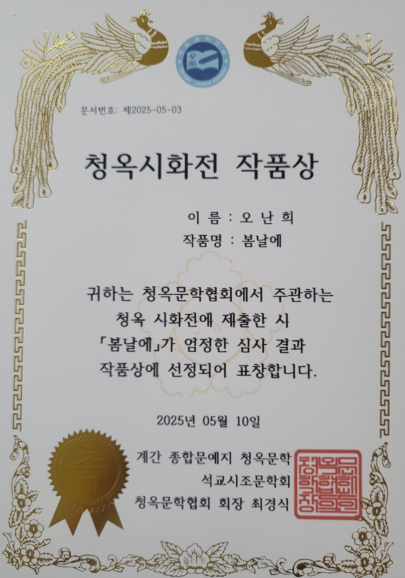 문서번호: 제2025-05-03
청옥시화전 작품상
이 름 : 오 난 희
작품명 : 봄날에
귀하는 청옥문학협회에서 주관하는
청옥 시화전에 제출한 시
「봄날에」가 엄정한 심사 결과
작품상에 선정되어 표창합니다.
2025년 05월 10일
계간 종합문예지 청옥문학
석교시조문학회
청옥문학협회 회장 최경식